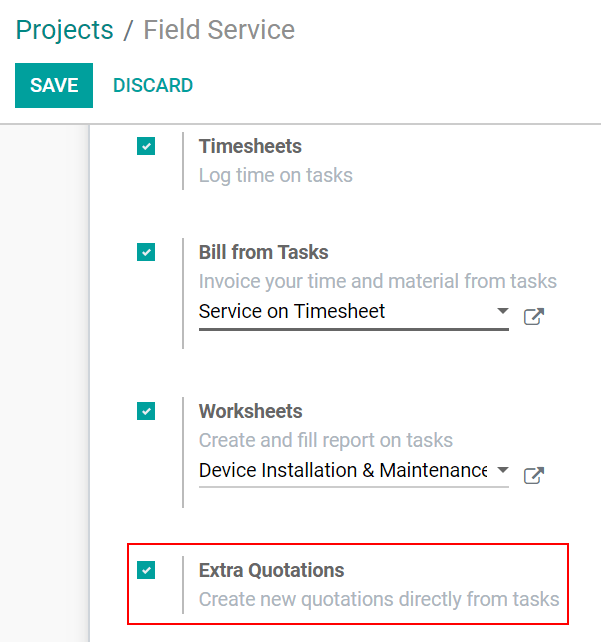 Projects / Field Service
SAVE DISCARD
Timesheets
Log time on tasks
Bill from Tasks
Invoice your time and material from tasks
Service on Timesheet
Worksheets
Create and fill report on tasks
Device Installation & Maintenance
Extra Quotations
Create new quotations directly from tasks